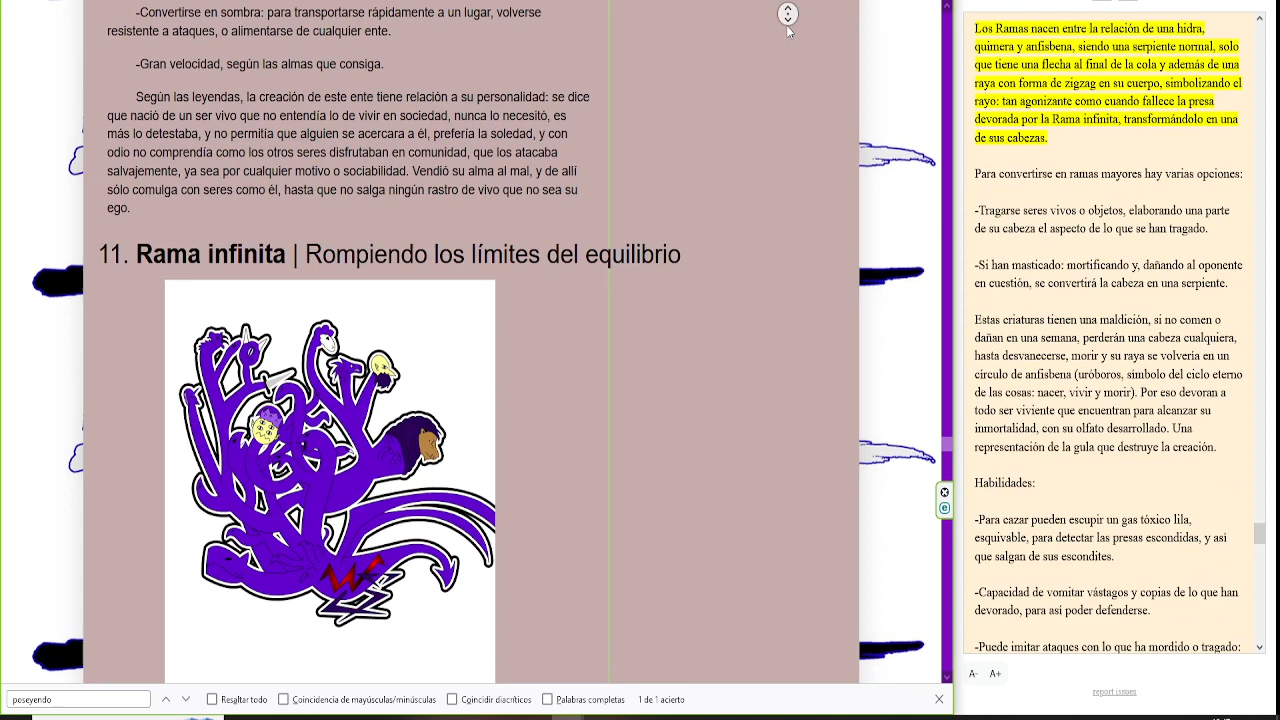 -Convertirse en sombra: para transportarse rápidamente a un lugar, volverse
resistente a ataques, o alimentarse de cualquier ente.
-Gran velocidad, según las almas que consiga.
Según las leyendas, la creación de este ente tiene relación a su personalidad: se dice
que nació de un ser vivo que no entendía lo de vivir en sociedad, nunca lo necesitó, es
más lo detestaba, y no permitía que alguien se acercara a él, prefería la soledad, y con
odio no comprendía como los otros seres disfrutaban en comunidad, que los atacaba
salvajemente, ya sea por cualquier motivo o sociabilidad. Vendió su alma al mal, y de allí
sólo comulga con seres como él, hasta que no salga ningún rastro de vivo que no sea su
ego.
11. Rama infinita | Rompiendo los límites del equilibrio
Los Ramas nacen entre la relación de una hidra,
quimera y anfisbena, siendo una serpiente normal, solo
que tiene una flecha al final de la cola y además de una
raya con forma de zigzag en su cuerpo, simbolizando el
rayo: tan agonizante como cuando fallece la presa
devorada por la Rama infinita, transformándolo en una
de sus cabezas.
Para convertirse en ramas mayores hay varias opciones:
-Tragarse seres vivos o objetos, elaborando una parte
de su cabeza el aspecto de lo que se han tragado.
-Si han masticado: mortificando y, dañando al oponente
en cuestión, se convertirá la cabeza en una serpiente.
Estas criaturas tienen una maldición, si no comen o
dañan en una semana, perderán una cabeza cualquiera,
hasta desvanecerse, morir y su raya se volvería en un
círculo de anfisbena (uróboros, símbolo del ciclo eterno
de las cosas: nacer, vivir y morir). Por eso devoran a
todo ser viviente que encuentran para alcanzar su
inmortalidad, con su olfato desarrollado. Una
representación de la gula que destruye la creación.
Habilidades:
-Para cazar pueden escupir un gas tóxico lila,
esquivable, para detectar las presas escondidas, y así
que salgan de sus escondites.
-Capacidad de vomitar vástagos y copias de lo que han
devorado, para así poder defenderse.
-Puede imitar ataques con lo que ha mordido o tragado:
A- A+
report issues
poseyendo
Resaltar todo
Coincidencia de mayúsculas/minúsculas
Coincidir diacríticos
Palabras completas
1 de 1 acierto